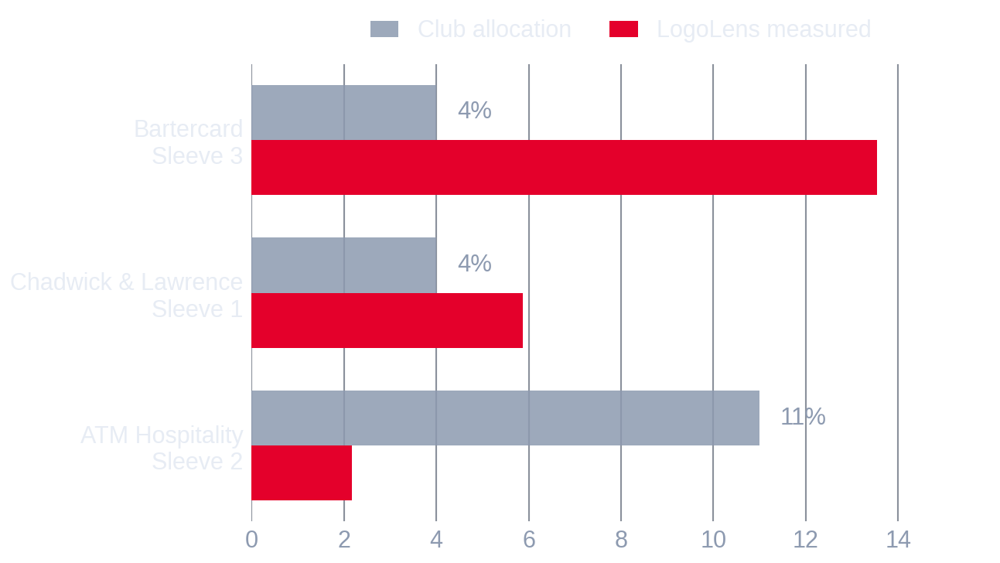 Club allocation LogoLens measured
4%
Bartercard
Sleeve 3
4%
Chadwick & Lawrence
Sleeve 1
11%
ATM Hospitality
Sleeve 2
0 2 4 6 8 10 12 14